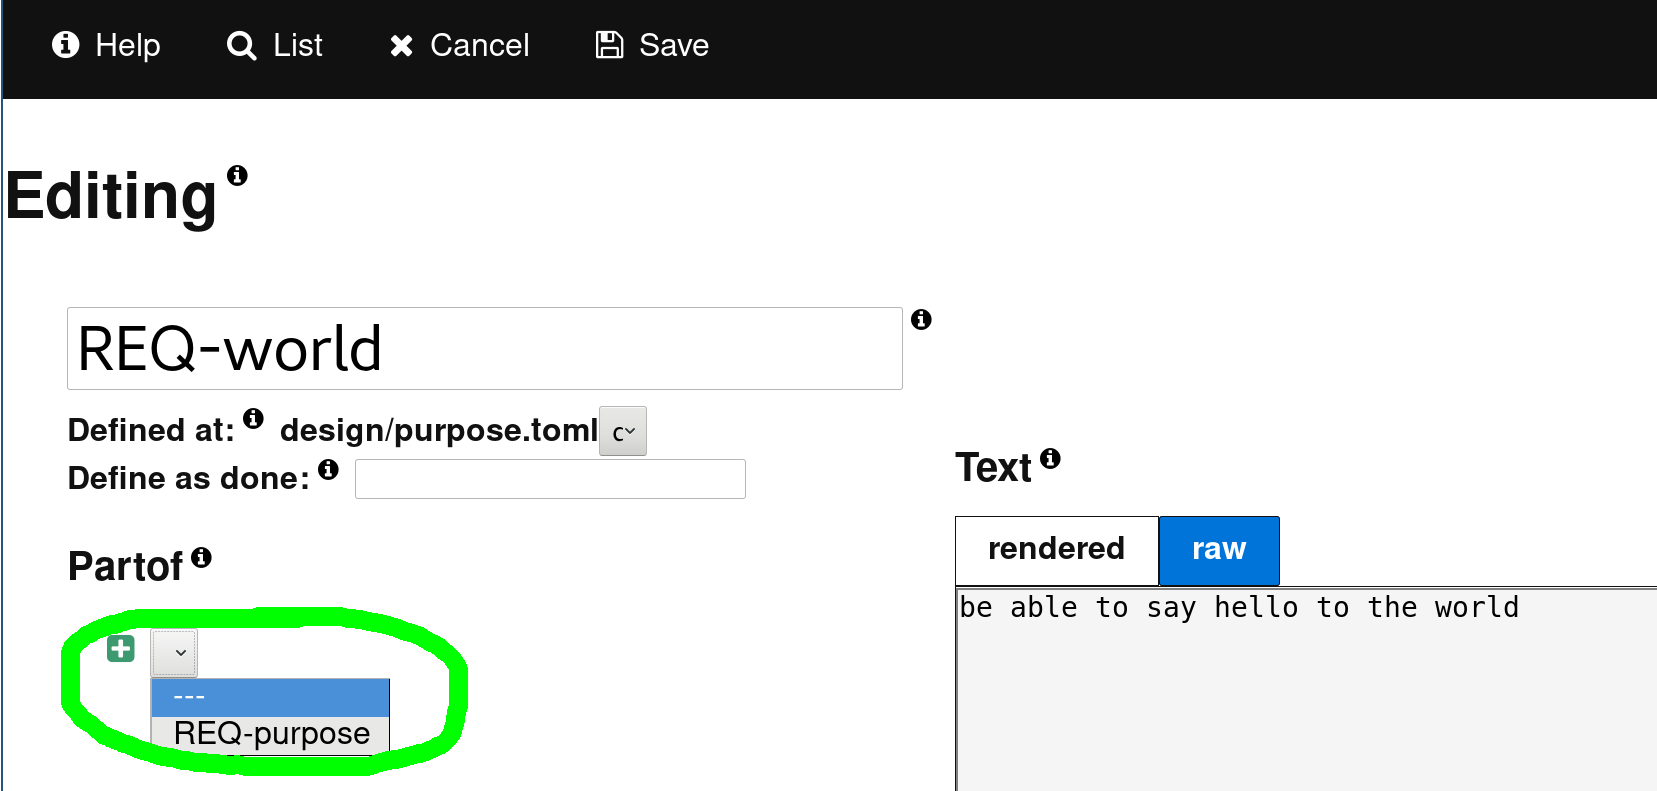 Help List Cancel Save
Editing
REQ-world
Defined at: design/purpose.toml c
Define as done:
Partof
---
REQ-purpose
Text
rendered raw
be able to say hello to the world